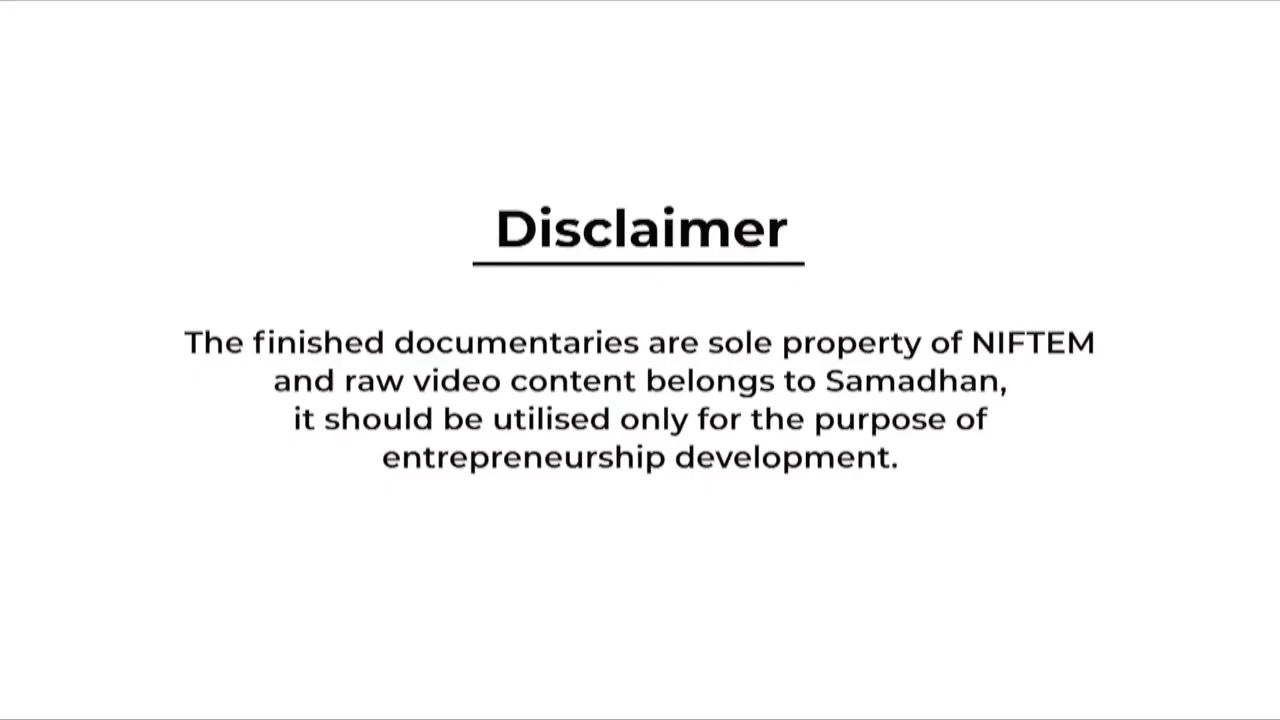 Disclaimer
The finished documentaries are sole property of NIFTEM
and raw video content belongs to Samadhan,
it should be utilised only for the purpose of
entrepreneurship development.